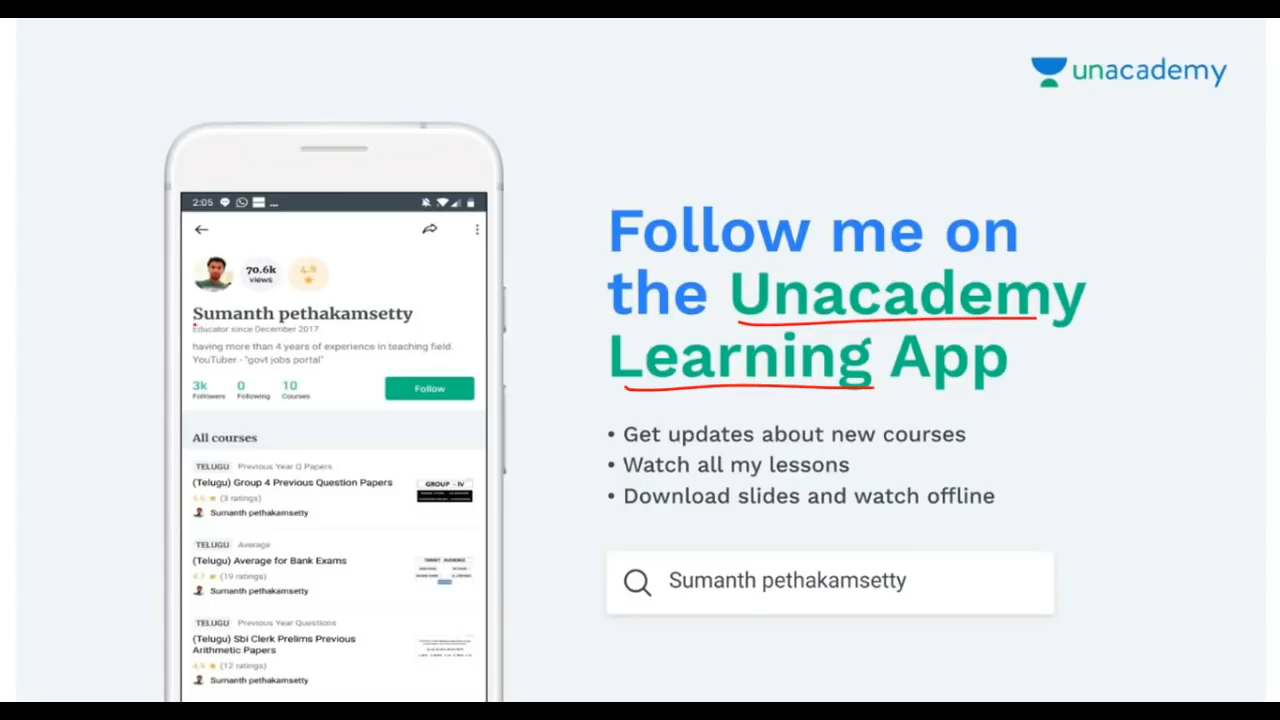 unacademy
2:05 ...
70.6k
views
4.8
Sumanth pethakamsetty
Educator since December 2017
having more than 4 years of experience in teaching field.
YouTuber - "govt jobs portal"
3k 0 10
Followers Following Courses
Follow
All courses
TELUGU Previous Year Q Papers
(Telugu) Group 4 Previous Question Papers
(3 ratings)
Sumanth pethakamsetty
GROUP - IV
TELUGU Average
(Telugu) Average for Bank Exams
4.7 (19 ratings)
Sumanth pethakamsetty
TARGET AUDIENCE
TELUGU Previous Year Questions
(Telugu) Sbi Clerk Prelims Previous
Arithmetic Papers
4.9 (12 ratings)
Sumanth pethakamsetty
Follow me on
the Unacademy
Learning App
• Get updates about new courses
• Watch all my lessons
• Download slides and watch offline
Sumanth pethakamsetty